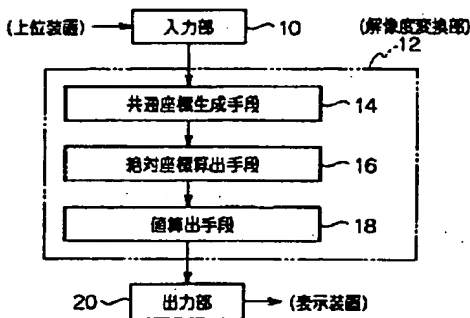 (上位装置) 入力部 10 (解像度変換部)
12
共通座標生成手段 14
絶対座標算出手段 16
値算出手段 18
20 出力部 (表示装置)